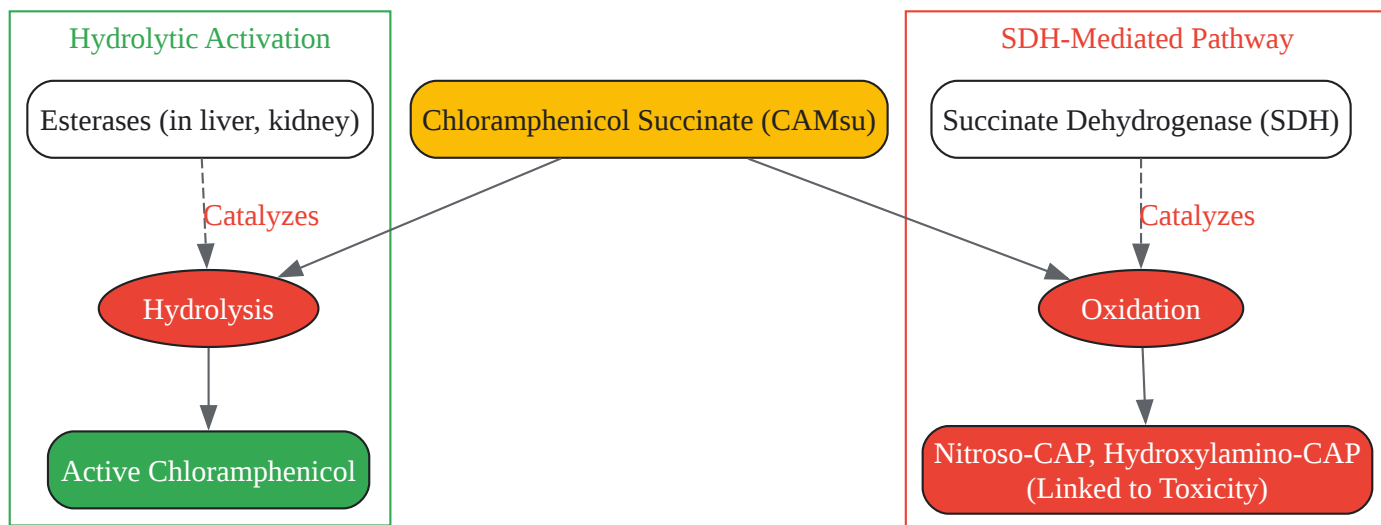 Hydrolytic Activation
SDH-Mediated Pathway
Esterases (in liver, kidney)
Chloramphenicol Succinate (CAMsu)
Succinate Dehydrogenase (SDH)
Catalyzes
Catalyzes
Hydrolysis
Oxidation
Active Chloramphenicol
Nitroso-CAP, Hydroxylamino-CAP
(Linked to Toxicity)